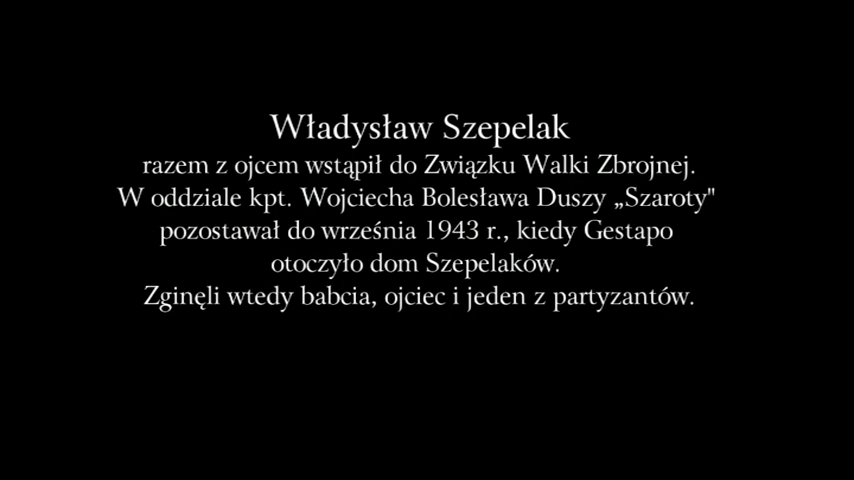 Władysław Szepelak
razem z ojcem wstąpił do Związku Walki Zbrojnej.
W oddziale kpt. Wojciecha Bolesława Duszy „Szaroty"
pozostawał do września 1943 r., kiedy Gestapo
otoczyło dom Szepelaków.
Zginęli wtedy babcia, ojciec i jeden z partyzantów.